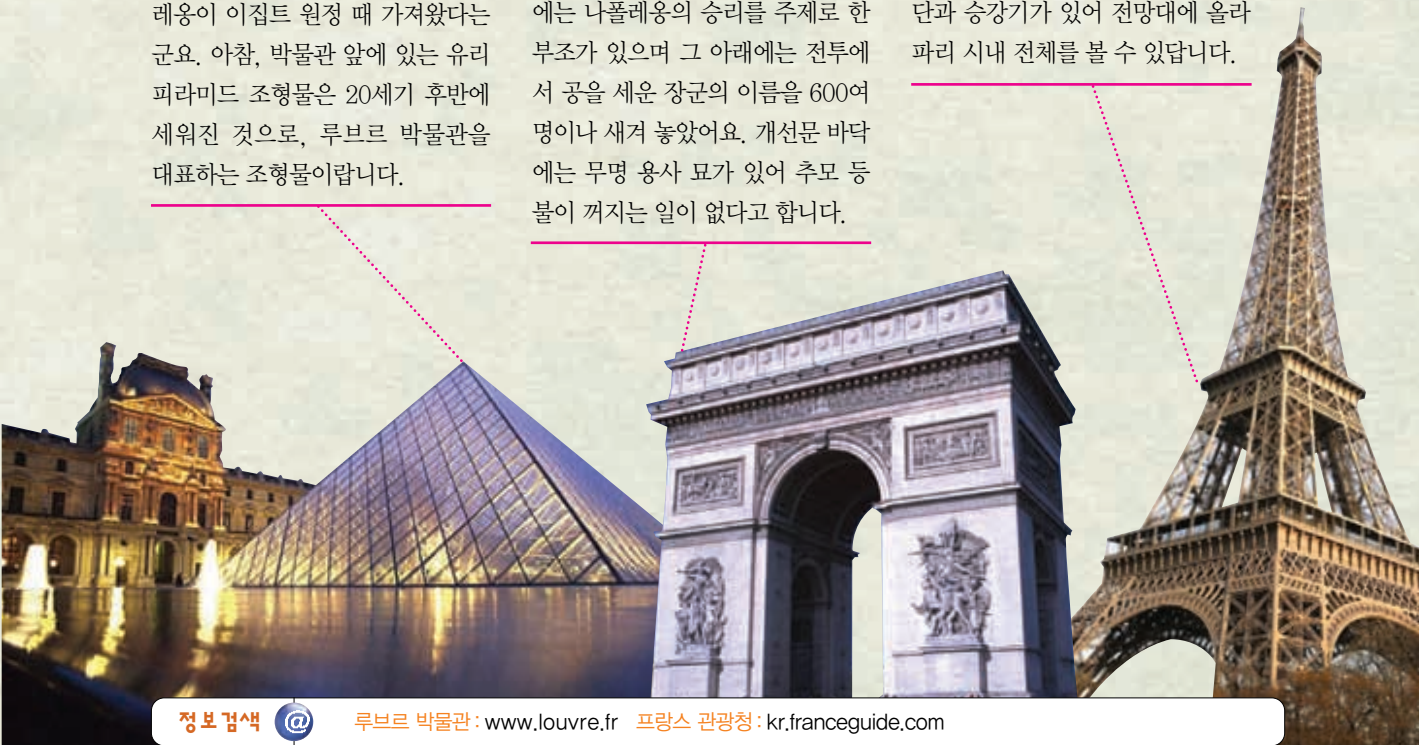 레옹이 이집트 원정 때 가져왔다는
군요. 아참, 박물관 앞에 있는 유리
피라미드 조형물은 20세기 후반에
세워진 것으로, 루브르 박물관을
대표하는 조형물이랍니다.
에는 나폴레옹의 승리를 주제로 한
부조가 있으며 그 아래에는 전투에
서 공을 세운 장군의 이름을 600여
명이나 새겨 놓았어요. 개선문 바닥
에는 무명 용사 묘가 있어 추모 등
불이 꺼지는 일이 없다고 합니다.
단과 승강기가 있어 전망대에 올라
파리 시내 전체를 볼 수 있답니다.
정보검색 @ 루브르 박물관 : www.louvre.fr 프랑스 관광청 : kr.franceguide.com